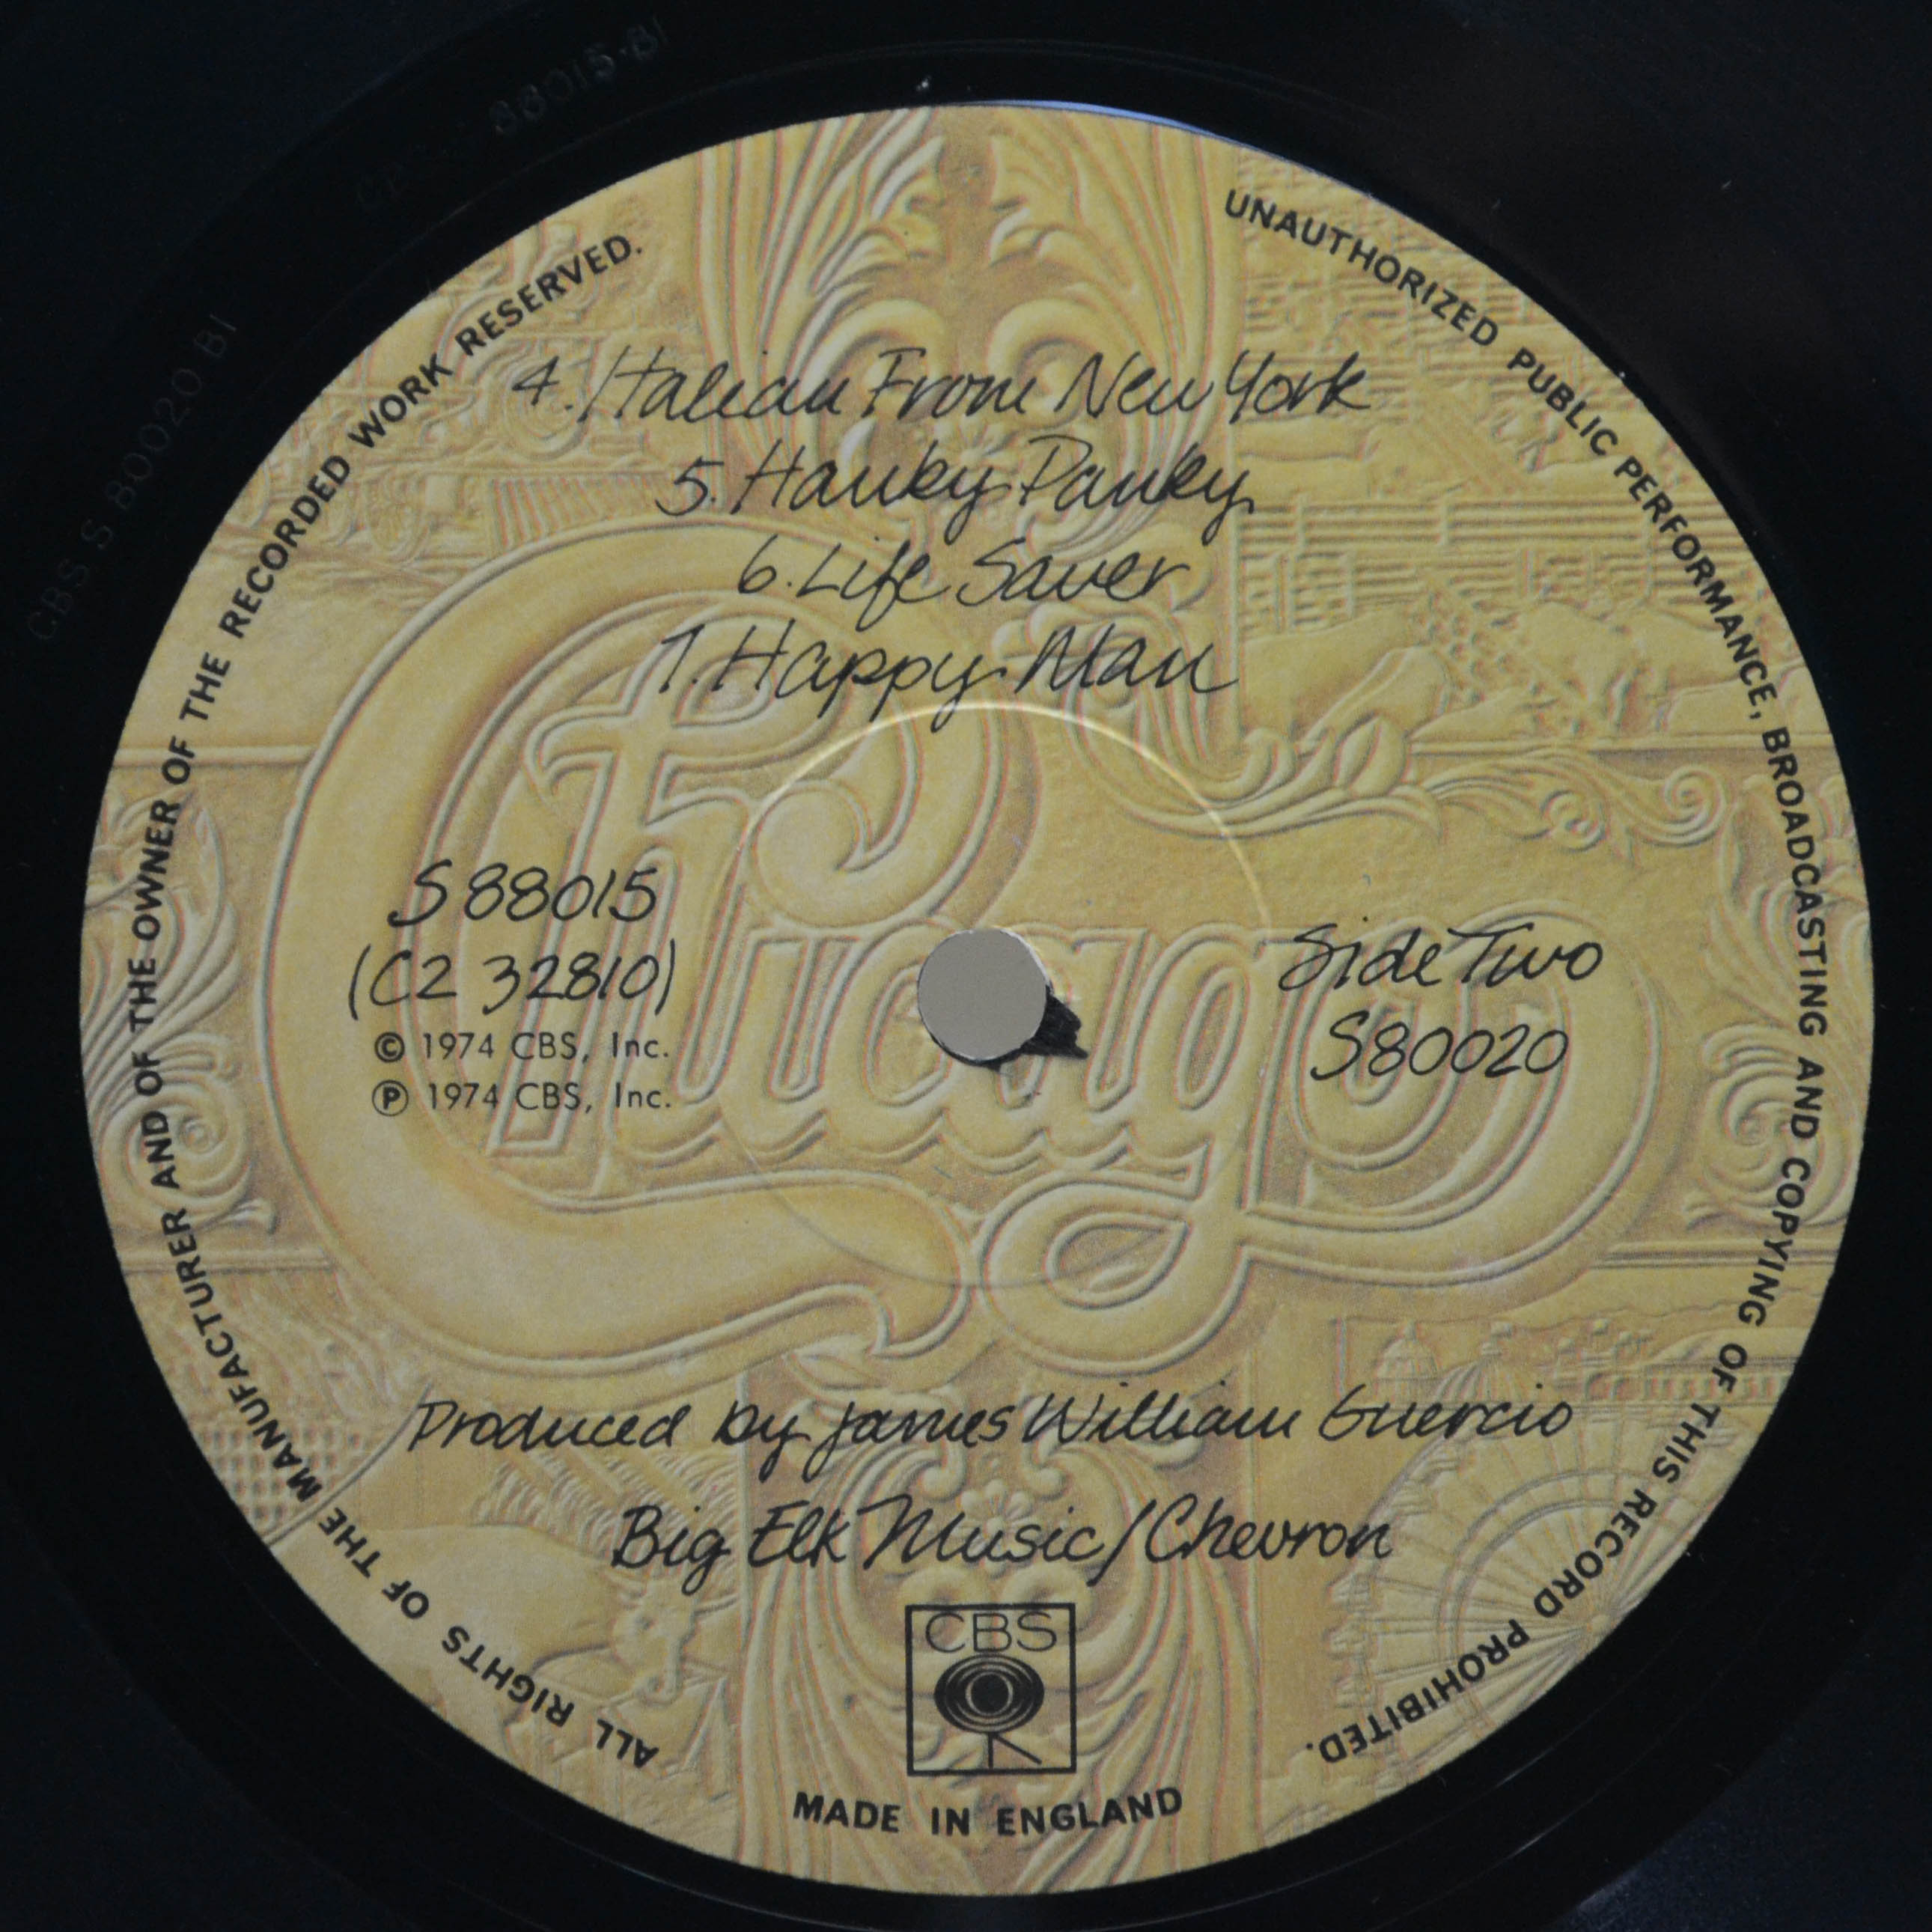 4. Italian From New York
5. Hanky Panky
6. Life Saver
7. Happy Man
Chicago
S 88015
(C2 32810)
© 1974 CBS, Inc.
℗ 1974 CBS, Inc.
Side Two
S80020
Produced by James William Guercio
Big Elk Music/Chevron
CBS
MADE IN ENGLAND
ALL RIGHTS OF THE MANUFACTURER AND OF THE OWNER OF THE RECORDED WORK RESERVED.
UNAUTHORIZED PUBLIC PERFORMANCE, BROADCASTING AND COPYING OF THIS RECORD PROHIBITED.
CBS S 80020 B1
88015-B1